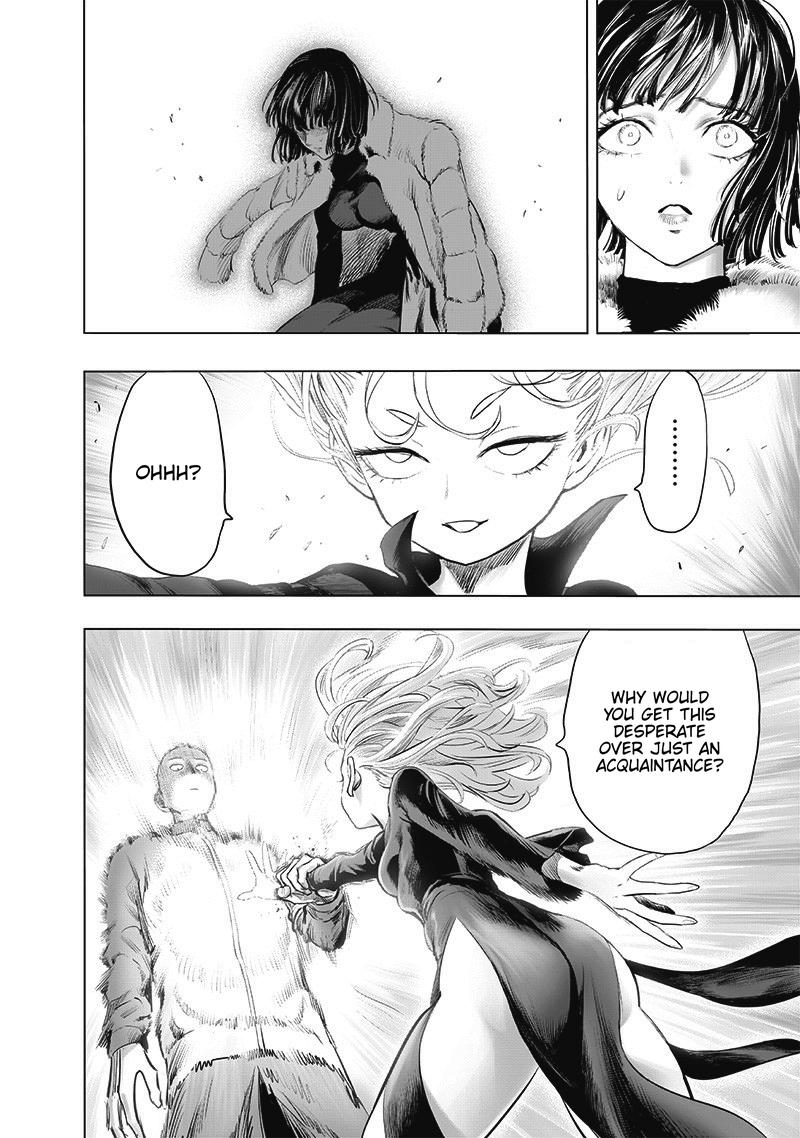 .........
OHHH?
WHY WOULD
YOU GET THIS
DESPERATE
OVER JUST AN
ACQUAINTANCE?